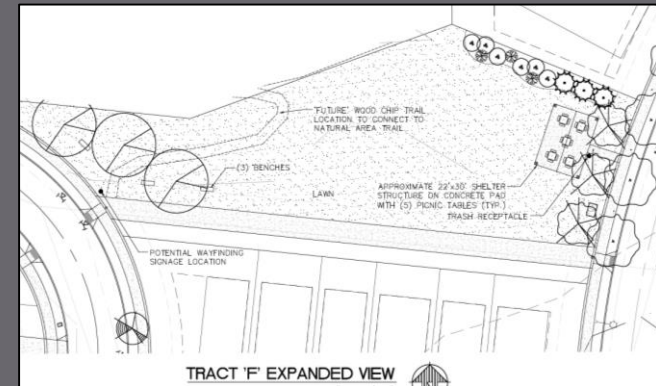 'FUTURE' WOOD CHIP TRAIL
LOCATION TO CONNECT TO
NATURAL AREA TRAIL
(3) BENCHES
LAWN
APPROXIMATE 22'x30' SHELTER
STRUCTURE ON CONCRETE PAD
WITH (5) PICNIC TABLES (TYP.)
TRASH RECEPTACLE
POTENTIAL WAYFINDING
SIGNAGE LOCATION
TRACT 'F' EXPANDED VIEW